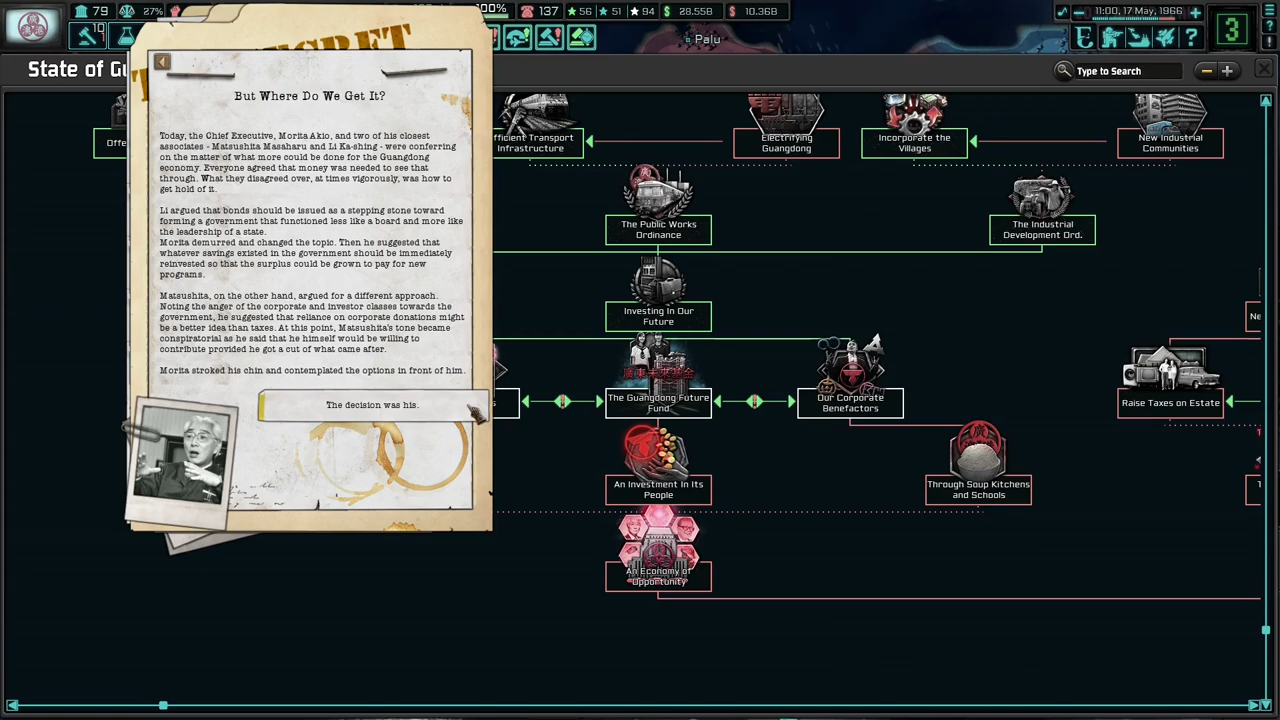 79
27%
100%
137
56
51
94
28.55B
10.36B
11:00, 17 May, 1966
3
Palu
State of Gu
Type to Search
SECRET
But Where Do We Get It?
Today, the Chief Executive, Morita Akio, and two of his closest
associates - Matsushita Masaharu and Li Ka-shing - were conferring
on the matter of what more could be done for the Guangdong
economy. Everyone agreed that money was needed to see that
through. What they disagreed over, at times vigorously, was how to
get hold of it.
Li argued that bonds should be issued as a stepping stone toward
forming a government that functioned less like a board and more like
the leadership of a state.
Morita demurred and changed the topic. Then he suggested that
whatever savings existed in the government should be immediately
reinvested so that the surplus could be grown to pay for new
programs.
Matsushita, on the other hand, argued for a different approach.
Noting the anger of the corporate and investor classes towards the
government, he suggested that reliance on corporate donations might
be a better idea than taxes. At this point, Matsushita's tone became
conspiratorial as he said that he himself would be willing to
contribute provided he got a cut of what came after.
Morita stroked his chin and contemplated the options in front of him.
The decision was his.
Offe
fficient Transport
Infrastructure
Electrifying
Guangdong
Incorporate the
Villages
New Industrial
Communities
The Public Works
Ordinance
The Industrial
Development Ord.
Investing In Our
Future
Ne
廣東未來基金
s
The Guangdong Future
Fund
Our Corporate
Benefactors
Raise Taxes on Estate
An Investment In Its
People
Through Soup Kitchens
and Schools
T
An Economy of
Opportunity